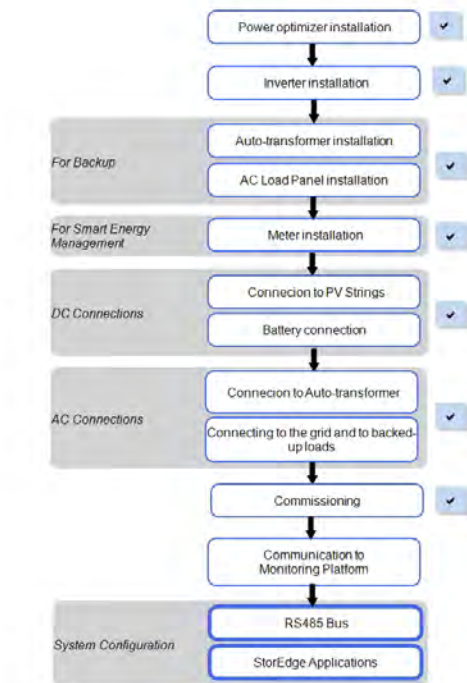 Power optimizer installation
Inverter installation
For Backup
Auto-transformer installation
AC Load Panel installation
For Smart Energy
Management
Meter installation
DC Connections
Connecion to PV Strings
Battery connection
AC Connections
Connecion to Auto-transformer
Connecting to the grid and to backed-
up loads
Commissioning
Communication to
Monitoring Platform
System Configuration
RS485 Bus
StorEdge Applications